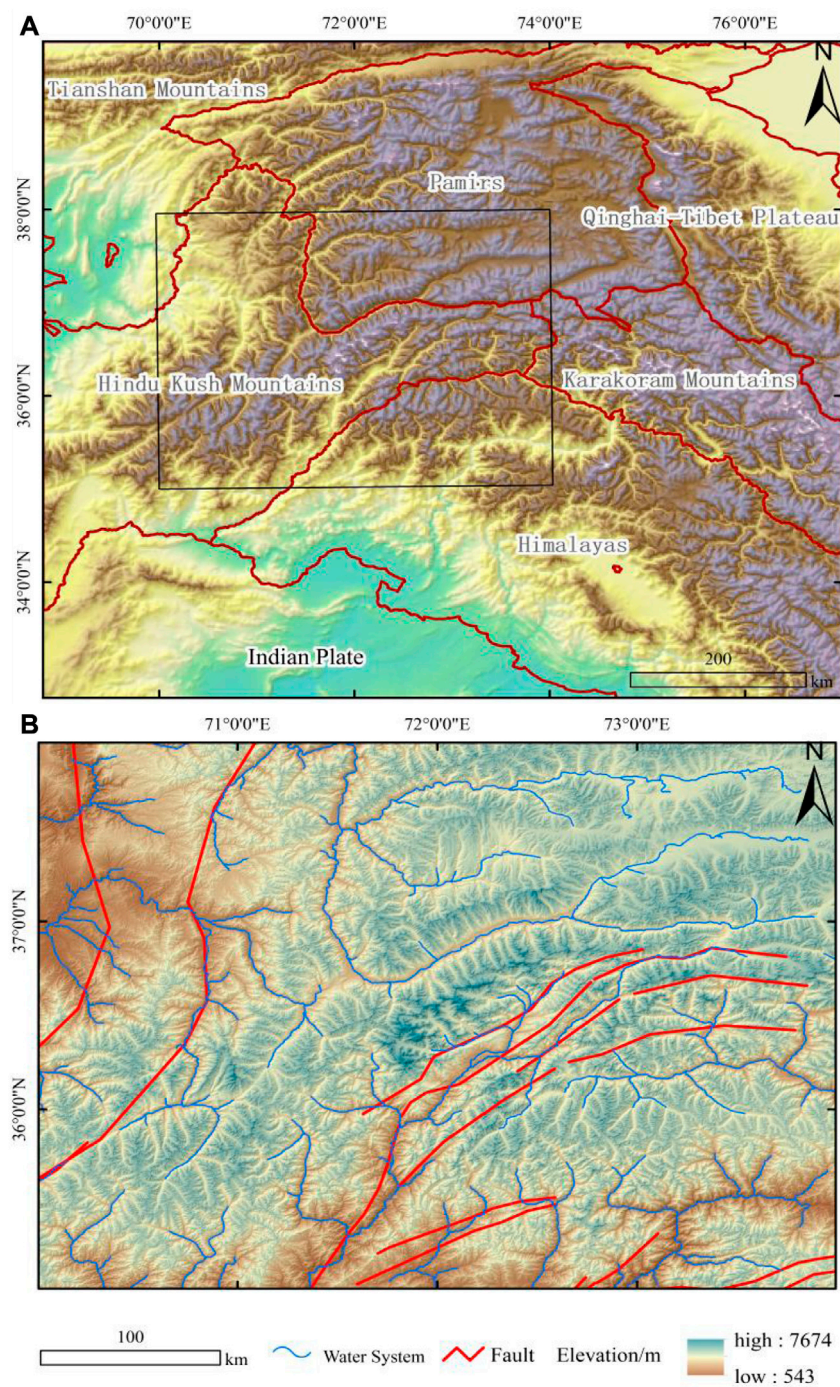 A
70°0'0"E 72°0'0"E 74°0'0"E 76°0'0"E
N
Tianshan Mountains
Pamirs
38°0'0"N
Qinghai-Tibet Plateau
Hindu Kush Mountains
Karakoram Mountains
36°0'0"N
Himalayas
34°0'0"N
Indian Plate
200
km
B
71°0'0"E 72°0'0"E 73°0'0"E
N
37°0'0"N
36°0'0"N
100
km
Water System
Fault
Elevation/m
high : 7674
low : 543